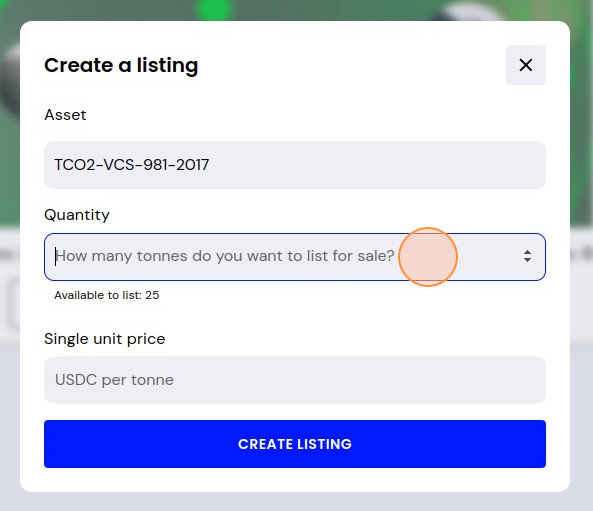 Create a listing
Asset
TCO2-VCS-981-2017
Quantity
How many tonnes do you want to list for sale?
Available to list: 25
Single unit price
USDC per tonne
CREATE LISTING